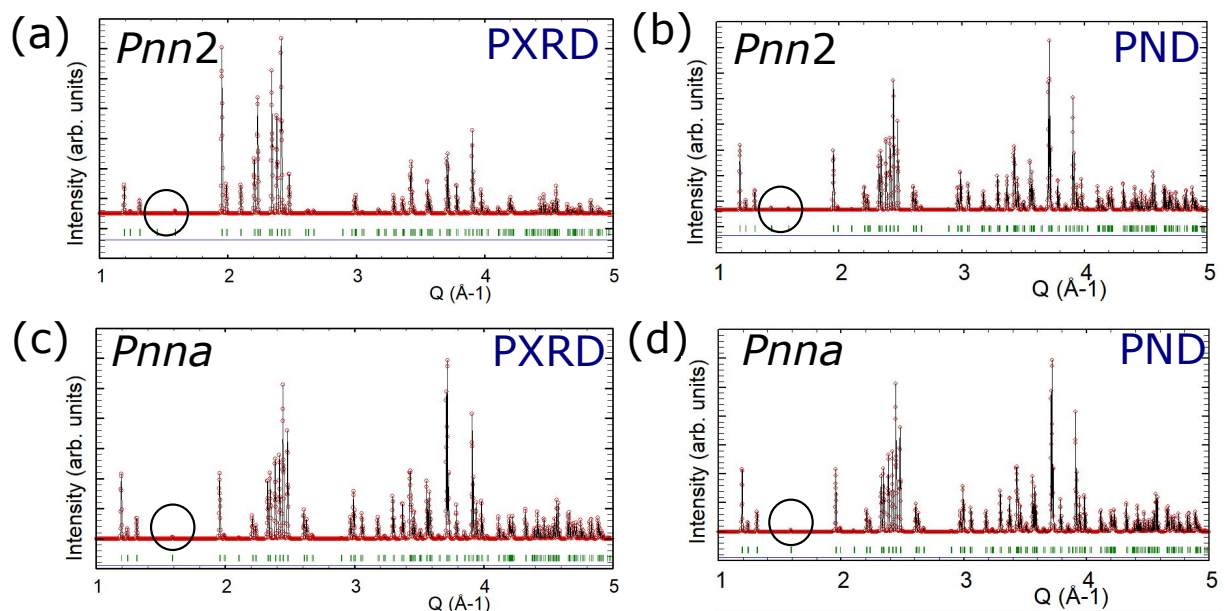 (a)
Pnn2
PXRD
Intensity (arb. units)
1 2 3 4 5
Q (Å-1)
(b)
Pnn2
PND
Intensity (arb. units)
1 2 3 4 5
Q (Å-1)
(c)
Pnna
PXRD
Intensity (arb. units)
1 2 3 4 5
Q (Å-1)
(d)
Pnna
PND
Intensity (arb. units)
1 2 3 4 5
Q (Å-1)